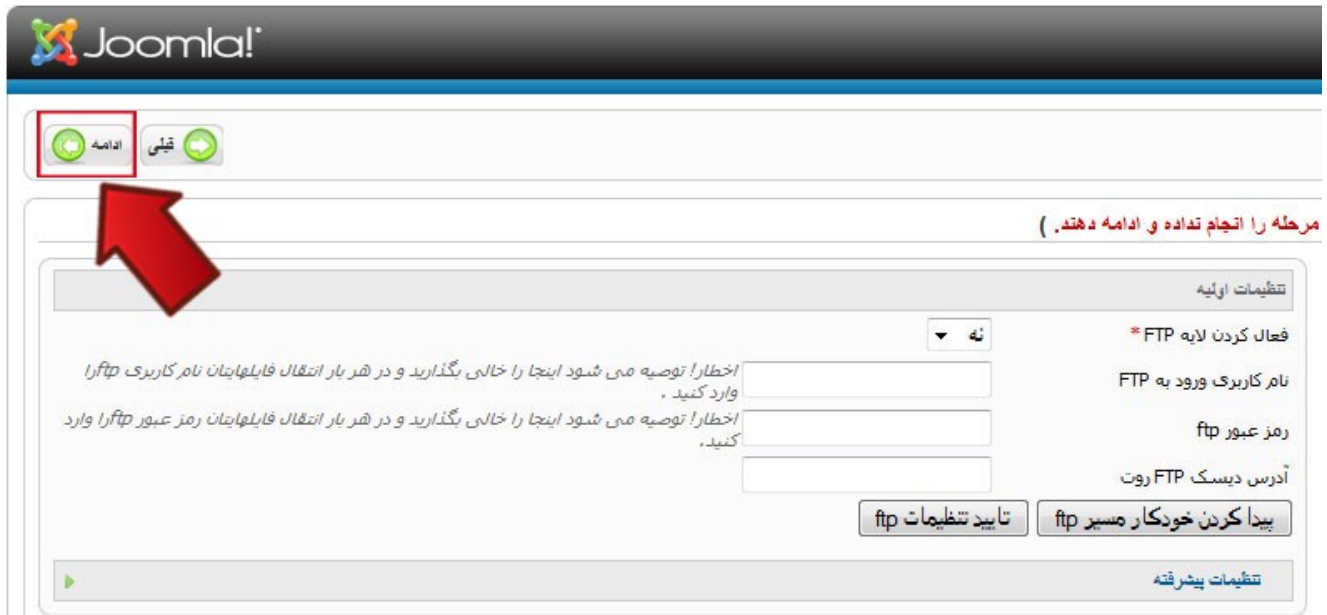 Joomla!
قبلی
ادامه
مرحله را انجام نداده و ادامه دهند. )
تنظیمات اولیه
فعال کردن لایه FTP *
نه
نام کاربری ورود به FTP
اخطار! توصیه می شود اینجا را خالی بگذارید و در هر بار انتقال فایلهایتان نام کاربری ftpرا
وارد کنید .
رمز عبور ftp
اخطار! توصیه می شود اینجا را خالی بگذارید و در هر بار انتقال فایلهایتان رمز عبور ftpرا وارد
کنید.
آدرس دیسک FTP روت
پیدا کردن خودکار مسیر ftp
تایید تنظیمات ftp
تنظیمات پیشرفته